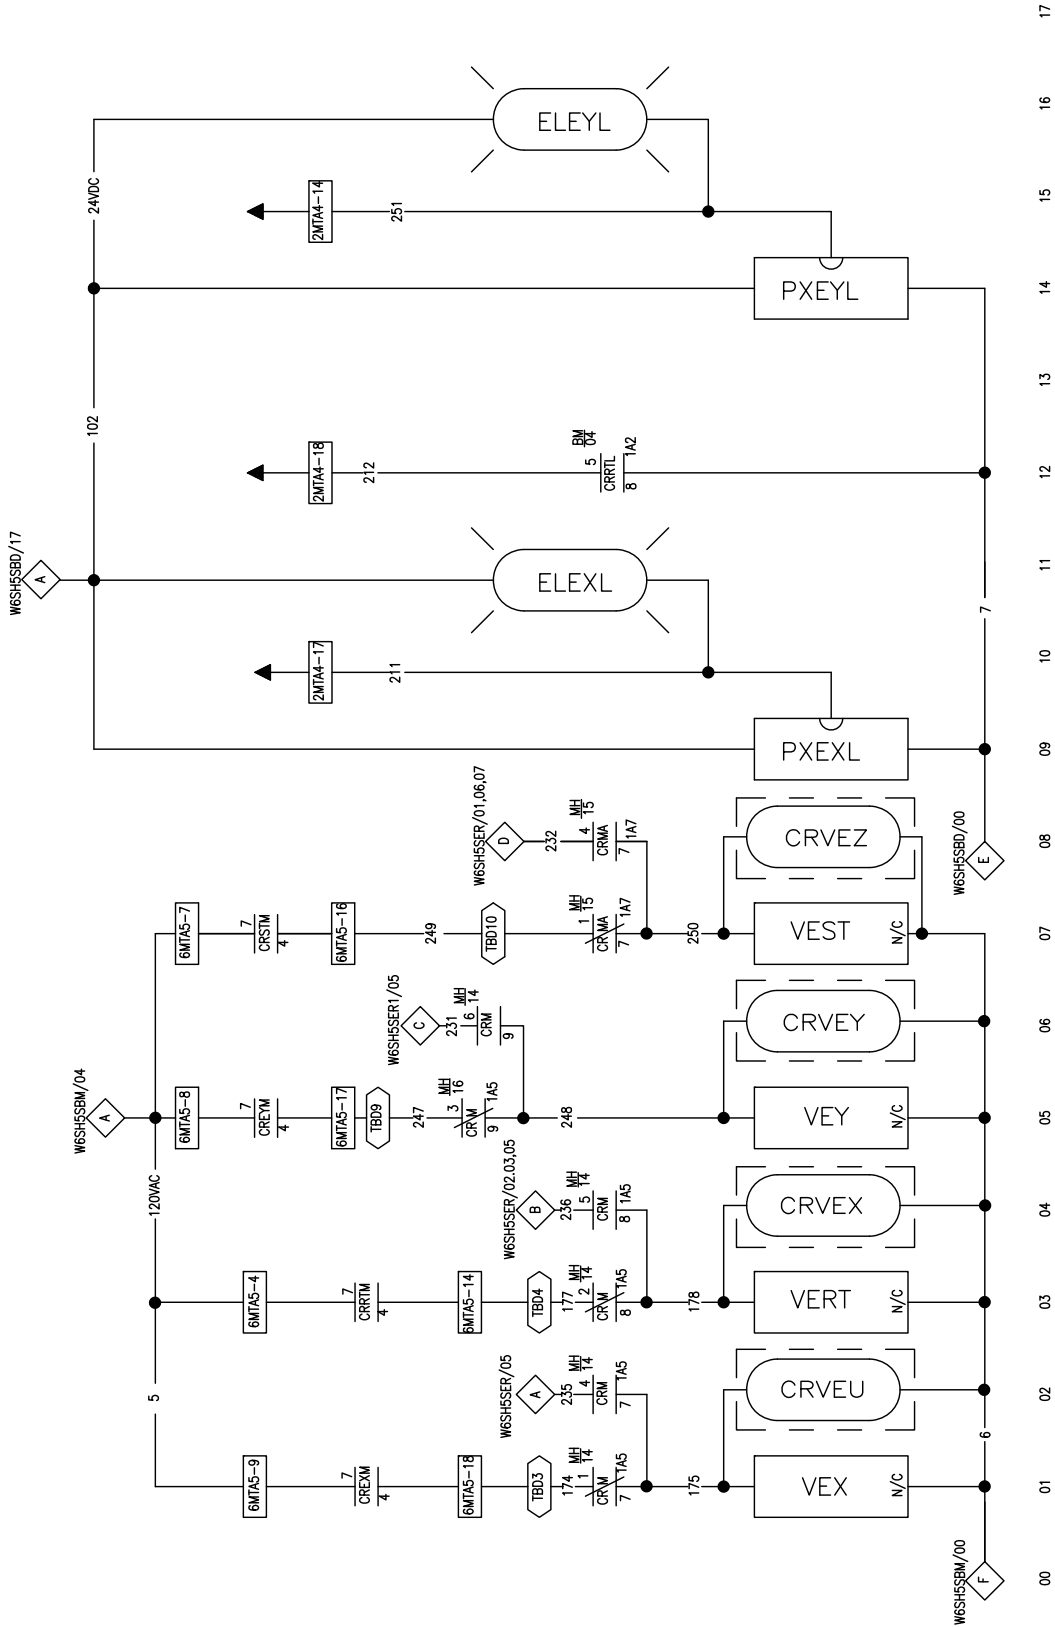 W6SH5SBM/00
F
00
5
6MTA5-9
7
CREXM
4
6MTA5-18
TBD3
174
MH
14
1
CRM
7
1A5
175
VEX
N/C
01
W6SH5SER/05
A
235
MH
14
4
CRM
7
1A5
CRVEU
6
02
6MTA5-4
7
CRRTM
4
6MTA5-14
TBD4
177
MH
14
2
CRM
8
1A5
178
VERT
N/C
03
120VAC
W6SH5SER/02.03,05
B
236
MH
14
5
CRM
8
1A5
CRVEX
04
W6SH5SBM/04
A
6MTA5-8
7
CREYM
4
6MTA5-17
TBD9
247
MH
16
3
CRM
9
1A5
248
VEY
N/C
05
W6SH5SER1/05
C
231
MH
14
6
CRM
9
CRVEY
06
6MTA5-7
7
CRSTM
4
6MTA5-16
249
TBD10
MH
15
1
CRMA
7
1A7
250
VEST
N/C
07
W6SH5SER/01,06,07
D
232
MH
15
4
CRMA
7
1A7
CRVEZ
W6SH5SBD/00
E
08
PXEXL
09
2MTA4-17
211
7
10
W6SH5SBD/17
A
ELEXL
11
2MTA4-18
212
BM
04
5
CRRTL
8
1A2
12
102
13
PXEYL
14
24VDC
2MTA4-14
251
15
ELEYL
16
17